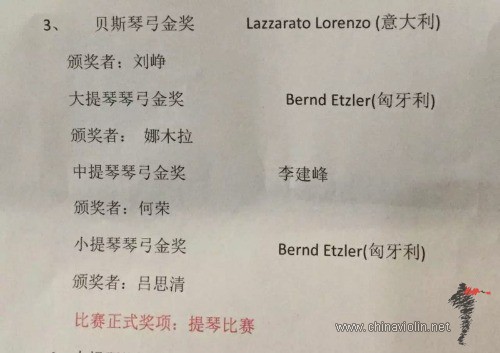 3、 贝斯琴弓金奖 Lazzarato Lorenzo (意大利)
颁奖者：刘峥
大提琴琴弓金奖 Bernd Etzler(匈牙利)
颁奖者： 娜木拉
中提琴琴弓金奖 李建峰
颁奖者：何荣
小提琴琴弓金奖 Bernd Etzler(匈牙利)
颁奖者：吕思清
比赛正式奖项：提琴比赛
www.chinaviolin.net